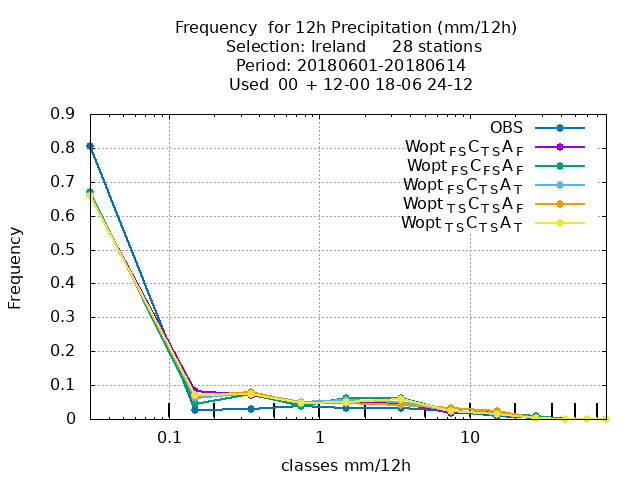 Frequency  for 12h Precipitation (mm/12h)
Selection: Ireland     28 stations
Period: 20180601-20180614
Used  00 + 12-00 18-06 24-12
0.9
0.8
0.7
0.6
0.5
0.4
0.3
0.2
0.1
0
Frequency
OBS
Wopt FS C TS A F
Wopt FS C FS A F
Wopt FS C TS A T
Wopt TS C TS A F
Wopt TS C TS A T
0.1 1 10
classes mm/12h